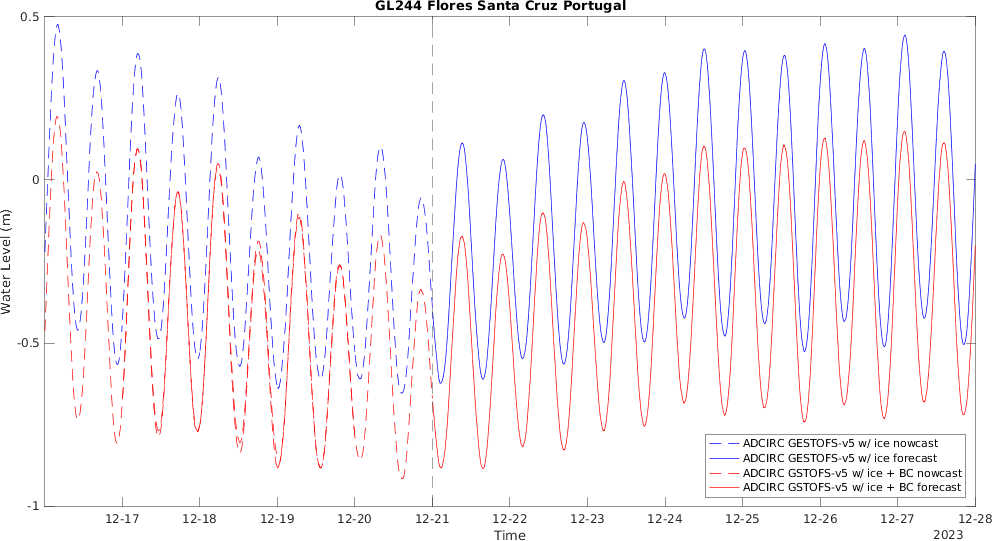 GL244 Flores Santa Cruz Portugal
0.5
0
-0.5
-1
Water Level (m)
12-17 12-18 12-19 12-20 12-21 12-22 12-23 12-24 12-25 12-26 12-27 12-28
Time
2023
ADCIRC GESTOFS-v5 w/ ice nowcast
ADCIRC GESTOFS-v5 w/ ice forecast
ADCIRC GSTOFS-v5 w/ ice + BC nowcast
ADCIRC GSTOFS-v5 w/ ice + BC forecast